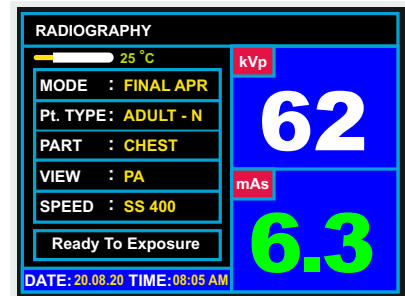 RADIOGRAPHY
25 °C
MODE : FINAL APR
Pt. TYPE: ADULT - N
PART : CHEST
VIEW : PA
SPEED : SS 400
Ready To Exposure
DATE: 20.08.20 TIME:08:05 AM
kVp
62
mAs
6.3